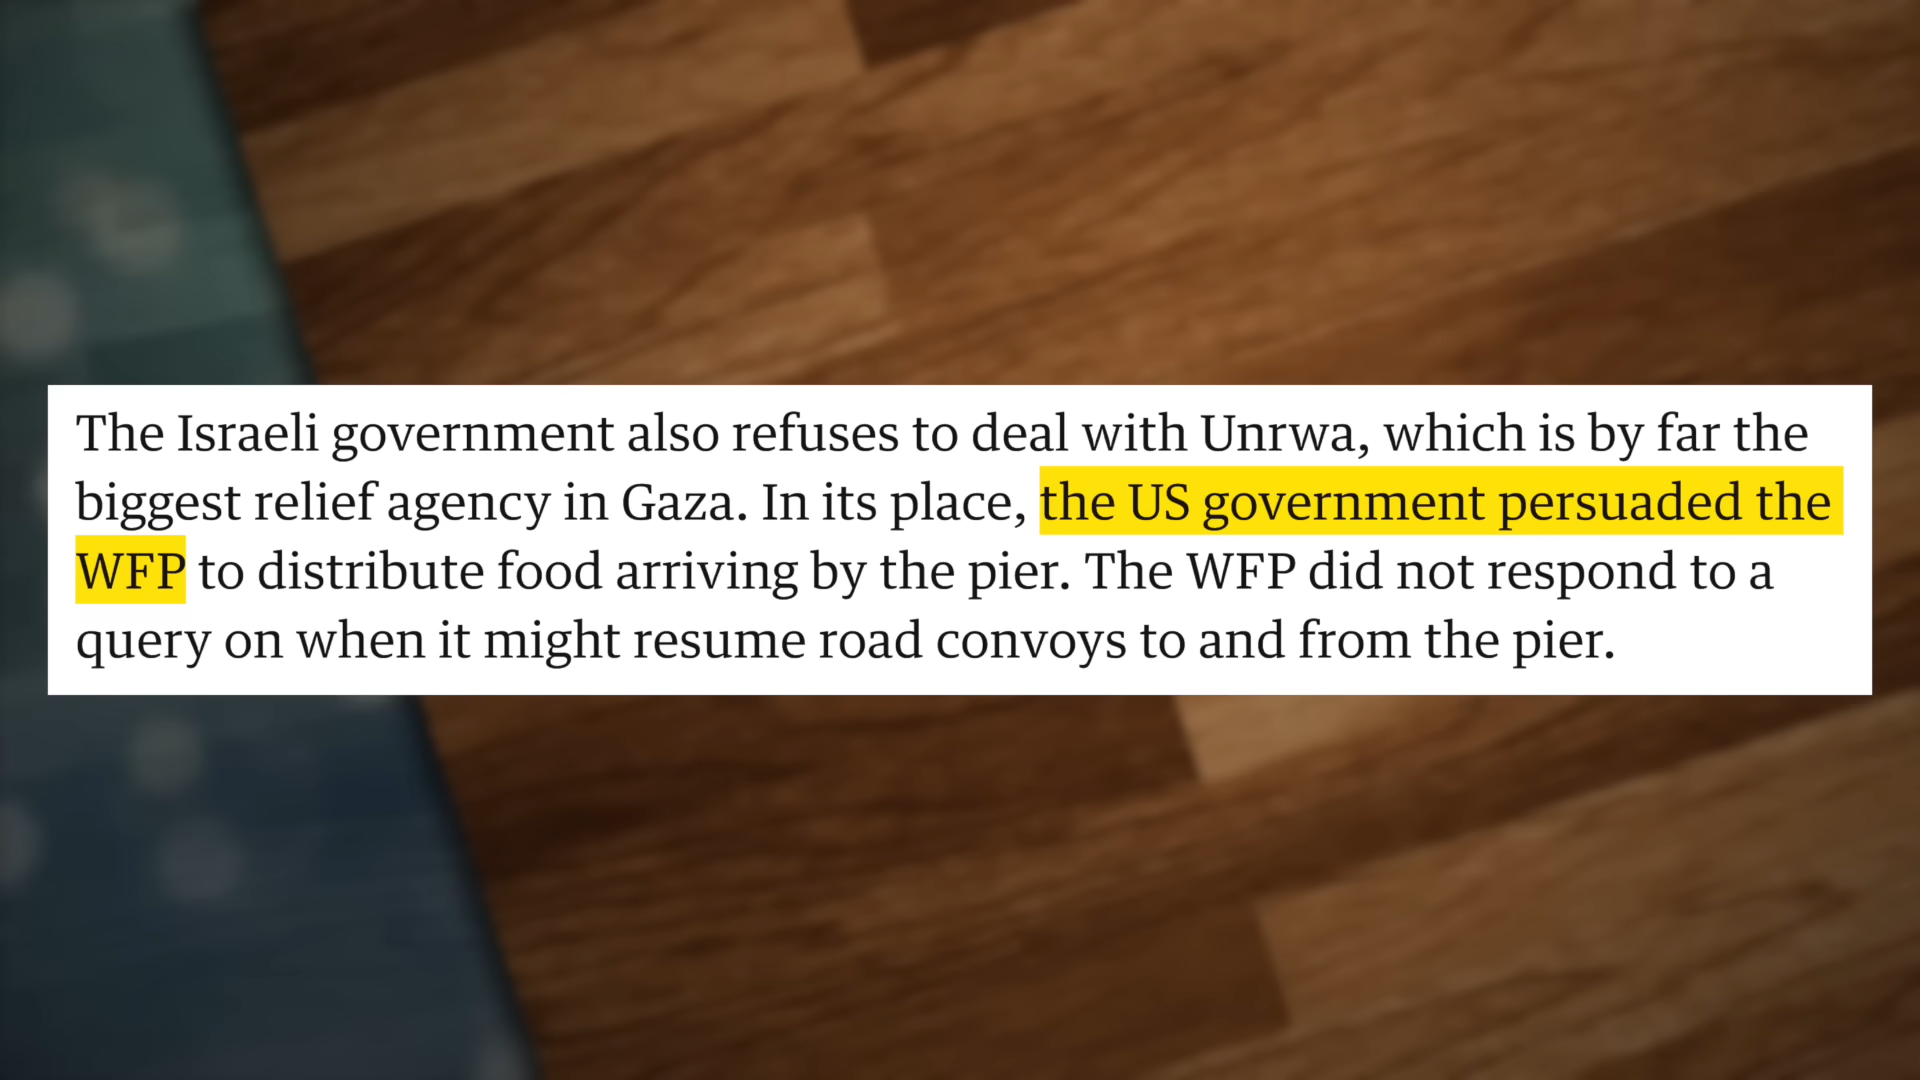 The Israeli government also refuses to deal with Unrwa, which is by far the
biggest relief agency in Gaza. In its place, the US government persuaded the
WFP to distribute food arriving by the pier. The WFP did not respond to a
query on when it might resume road convoys to and from the pier.